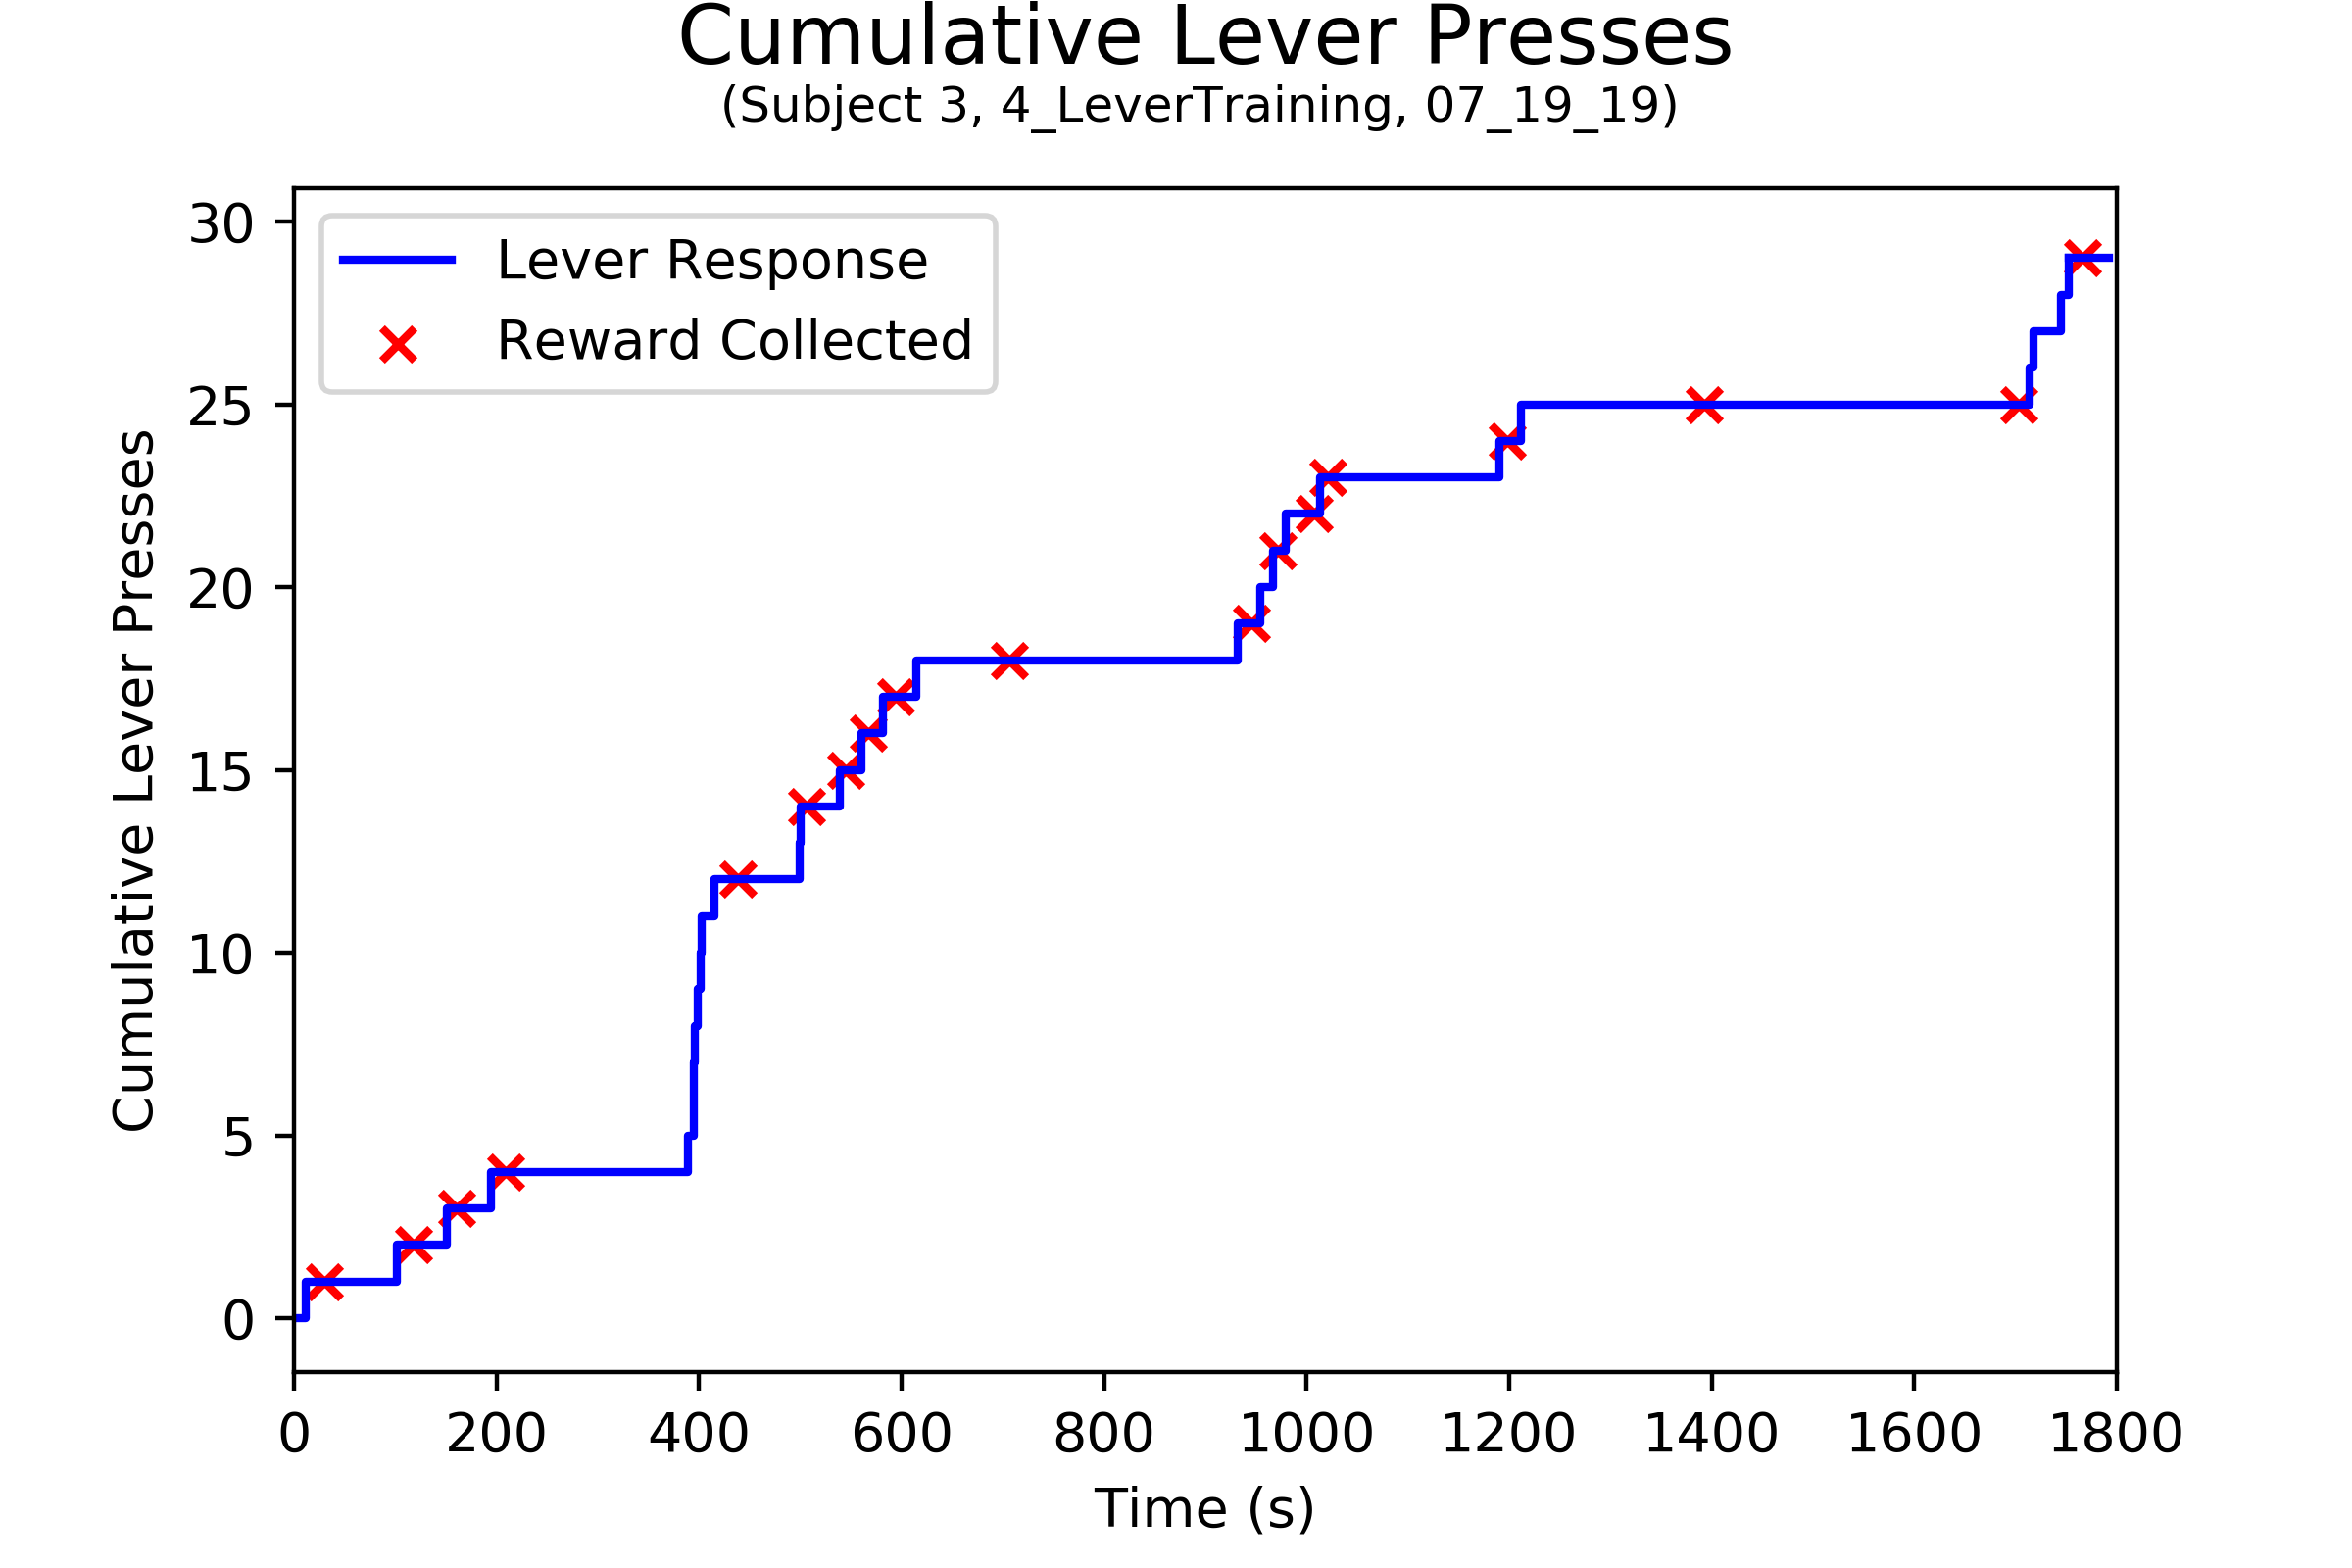 Cumulative Lever Presses
(Subject 3, 4_LeverTraining, 07_19_19)
Lever Response
Reward Collected
Cumulative Lever Presses
30
25
20
15
10
5
0
0 200 400 600 800 1000 1200 1400 1600 1800
Time (s)